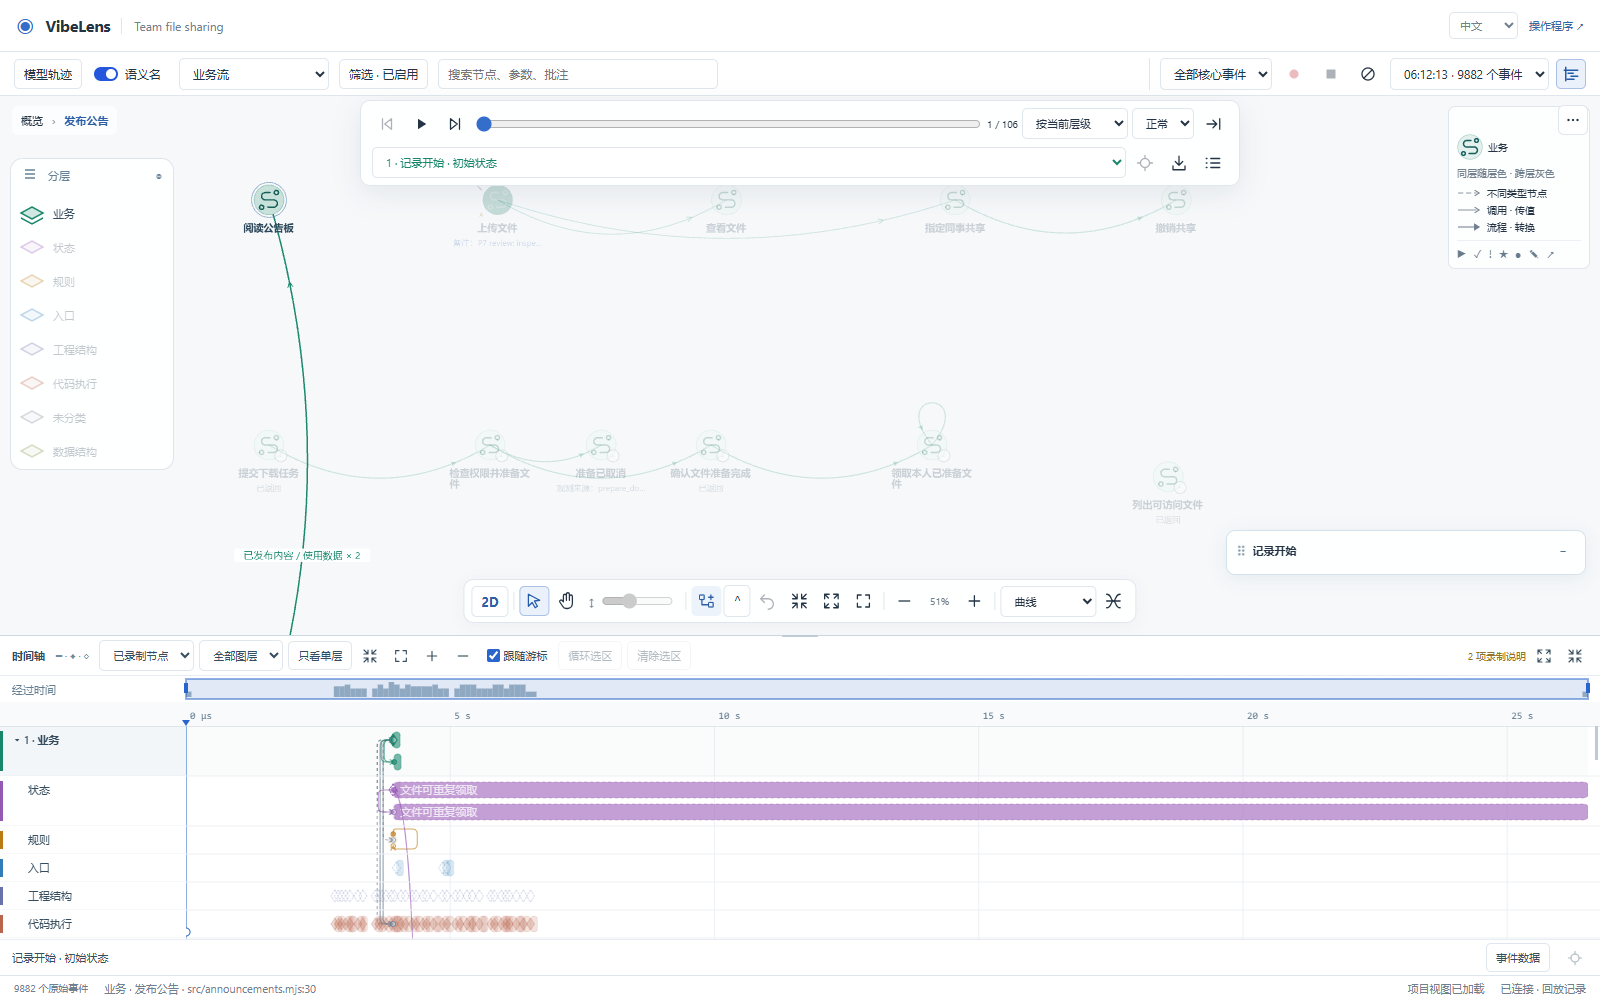 VibeLens Team file sharing 中文 操作程序 ↗
模型轨迹 语义名 业务流 筛选 · 已启用 搜索节点、参数、批注 全部核心事件 06:12:13 · 9882 个事件
概览 › 发布公告
1 / 106 按当前层级 正常
1 · 记录开始 · 初始状态
分层
业务
状态
规则
入口
工程结构
代码执行
未分类
数据结构
业务
同层随层色 · 跨层灰色
不同类型节点
调用 · 传值
流程 · 转换
阅读公告板
上传文件
查看文件
指定同事共享
撤销共享
提交下载任务
已返回
检查权限并准备文
件
准备已取消
确认文件准备完成
已返回
领取本人已准备文
件
列出可访问文件
已返回
已发布内容 / 使用数据 × 2
记录开始
2D 51% 曲线
时间轴 已录制节点 全部图层 只看单层 跟随游标 循环选区 清除选区 2 项录制说明
经过时间
0 μs 5 s 10 s 15 s 20 s 25 s
1 · 业务
状态
文件可重复领取
文件可重复领取
规则
入口
工程结构
代码执行
记录开始 · 初始状态 事件数据
9882 个原始事件 业务 · 发布公告 · src/announcements.mjs:30 项目视图已加载 已连接 · 回放记录